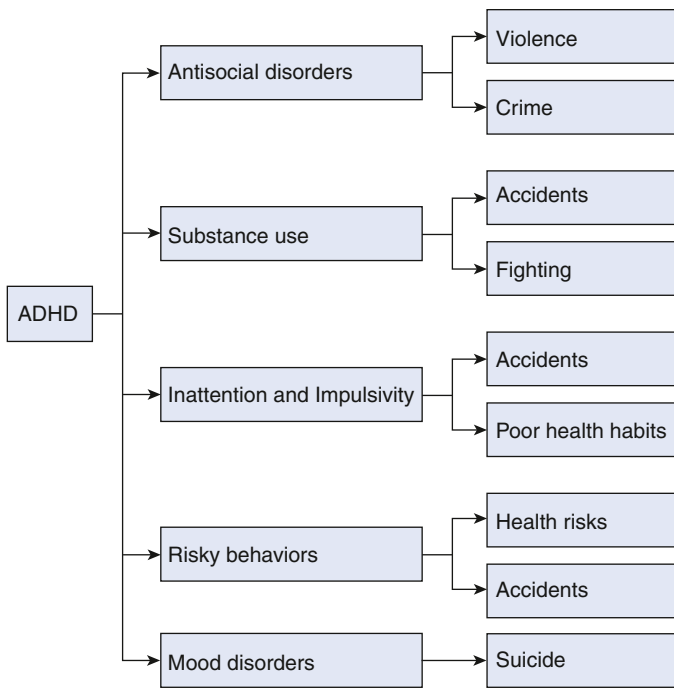 Violence
Antisocial disorders
Crime
Accidents
Substance use
Fighting
ADHD
Accidents
Inattention and Impulsivity
Poor health habits
Health risks
Risky behaviors
Accidents
Mood disorders
Suicide